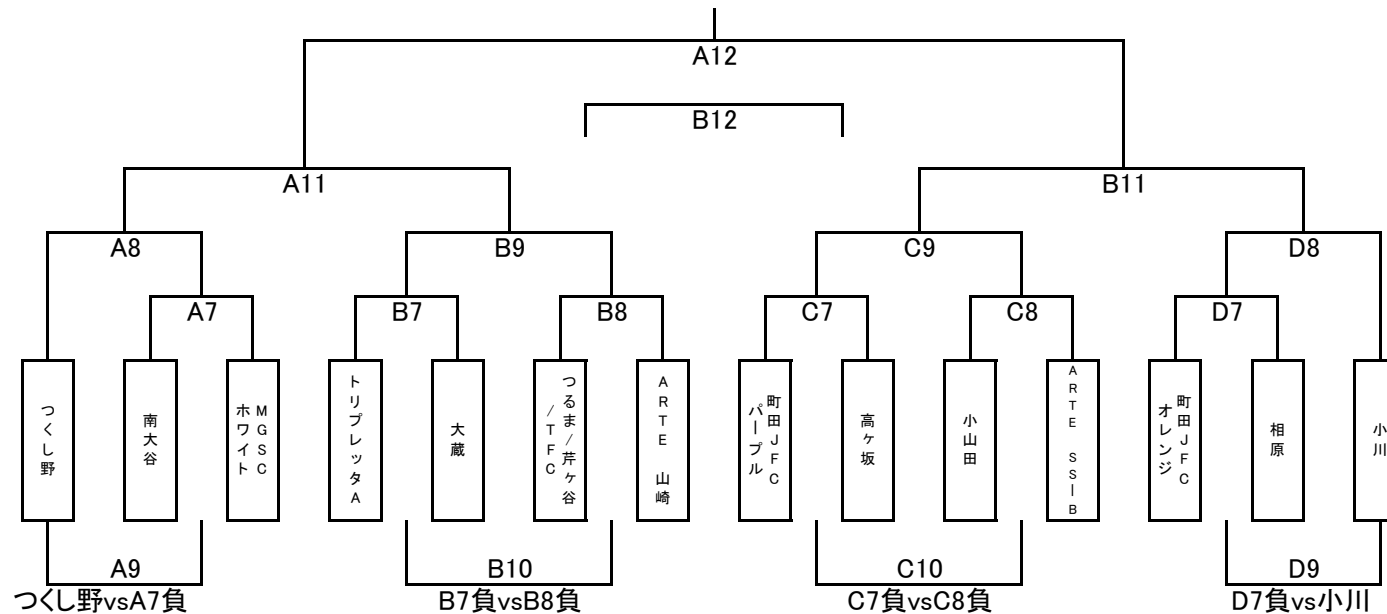 A12
B12
A11
B11
A8
B9
C9
D8
A7
B7
B8
C7
C8
D7
つくし野
南大谷
MGSC
ホワイト
トリプレッタA
大蔵
つるま/芹ヶ谷
/TFC
ARTE 山崎
町田JFC
パープル
高ヶ坂
小山田
ARTE SS-B
町田JFC
オレンジ
相原
小川
A9
B10
C10
D9
つくし野vsA7負
B7負vsB8負
C7負vsC8負
D7負vs小川